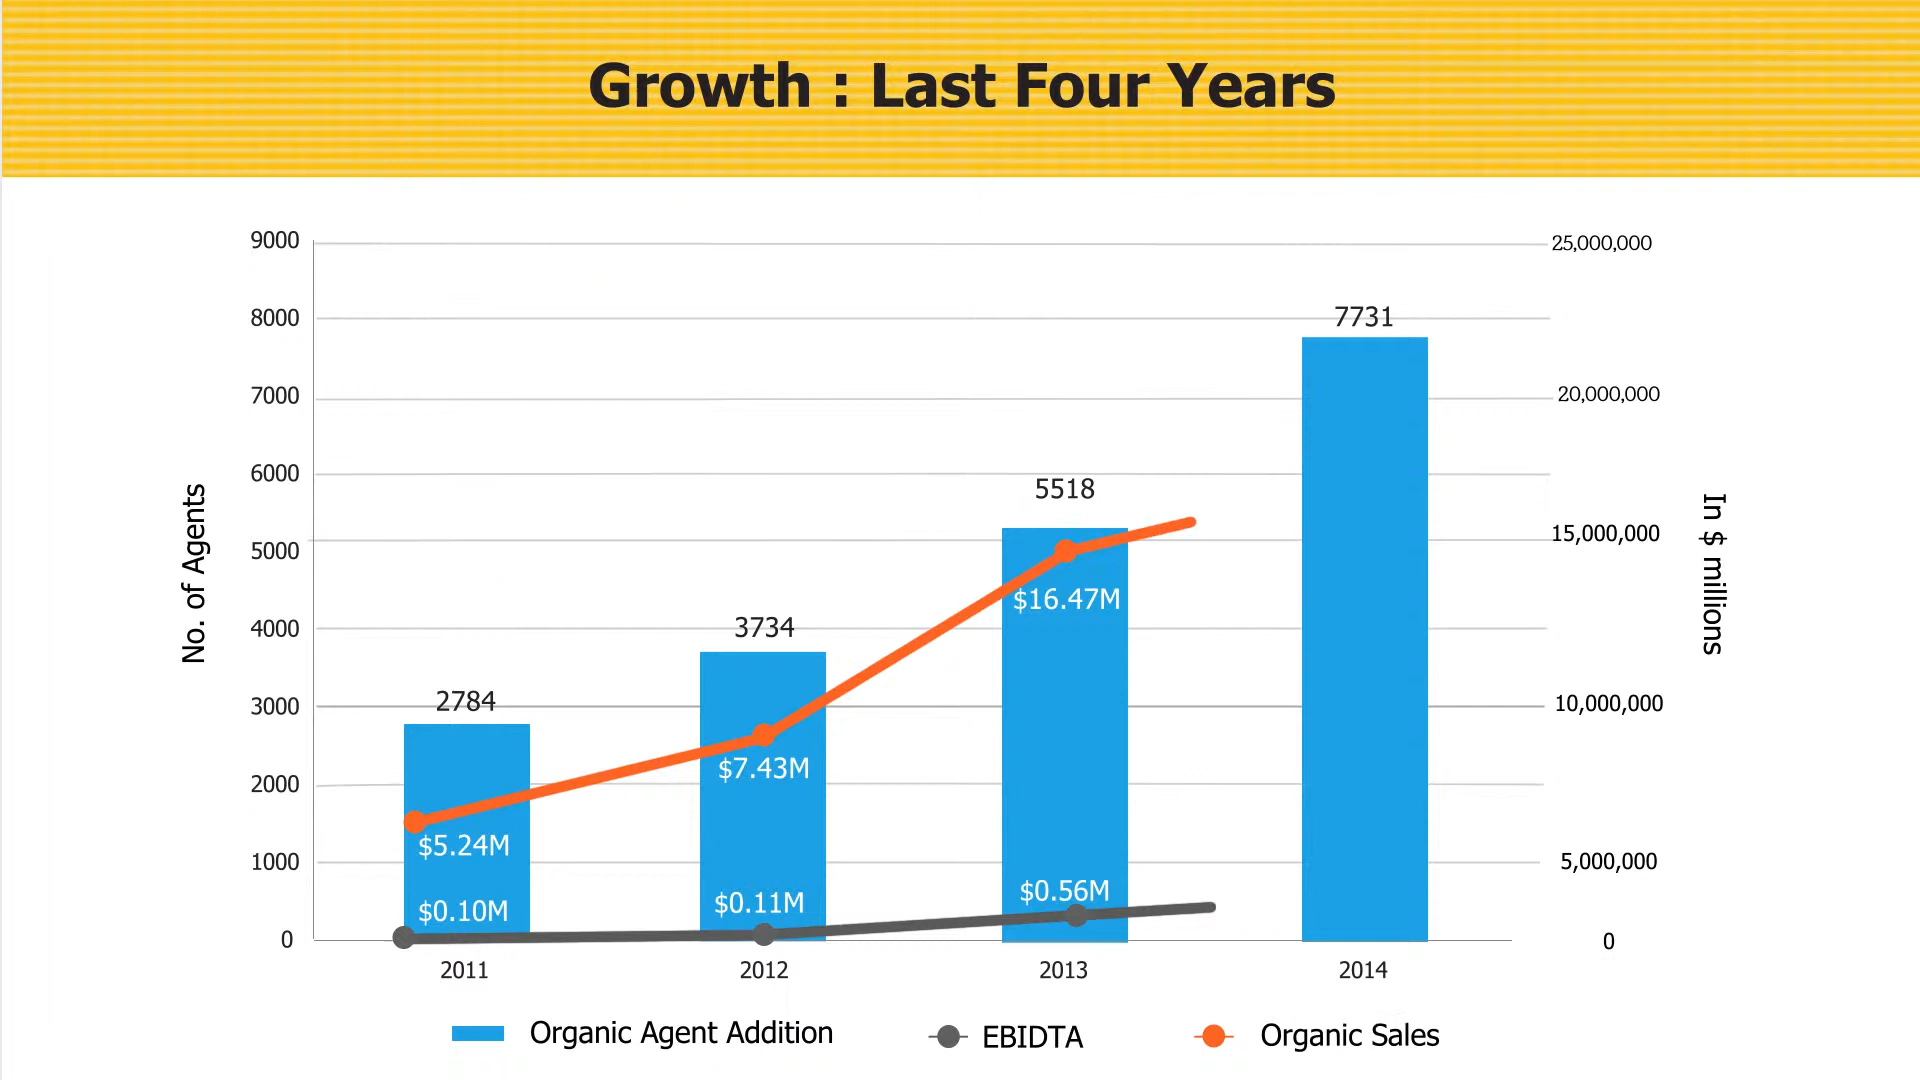 Growth : Last Four Years
9000
8000
7000
6000
5000
4000
3000
2000
1000
0
No. of Agents
25,000,000
20,000,000
15,000,000
10,000,000
5,000,000
0
In $ millions
2784
3734
5518
7731
$5.24M
$7.43M
$16.47M
$0.10M
$0.11M
$0.56M
2011
2012
2013
2014
Organic Agent Addition
EBIDTA
Organic Sales